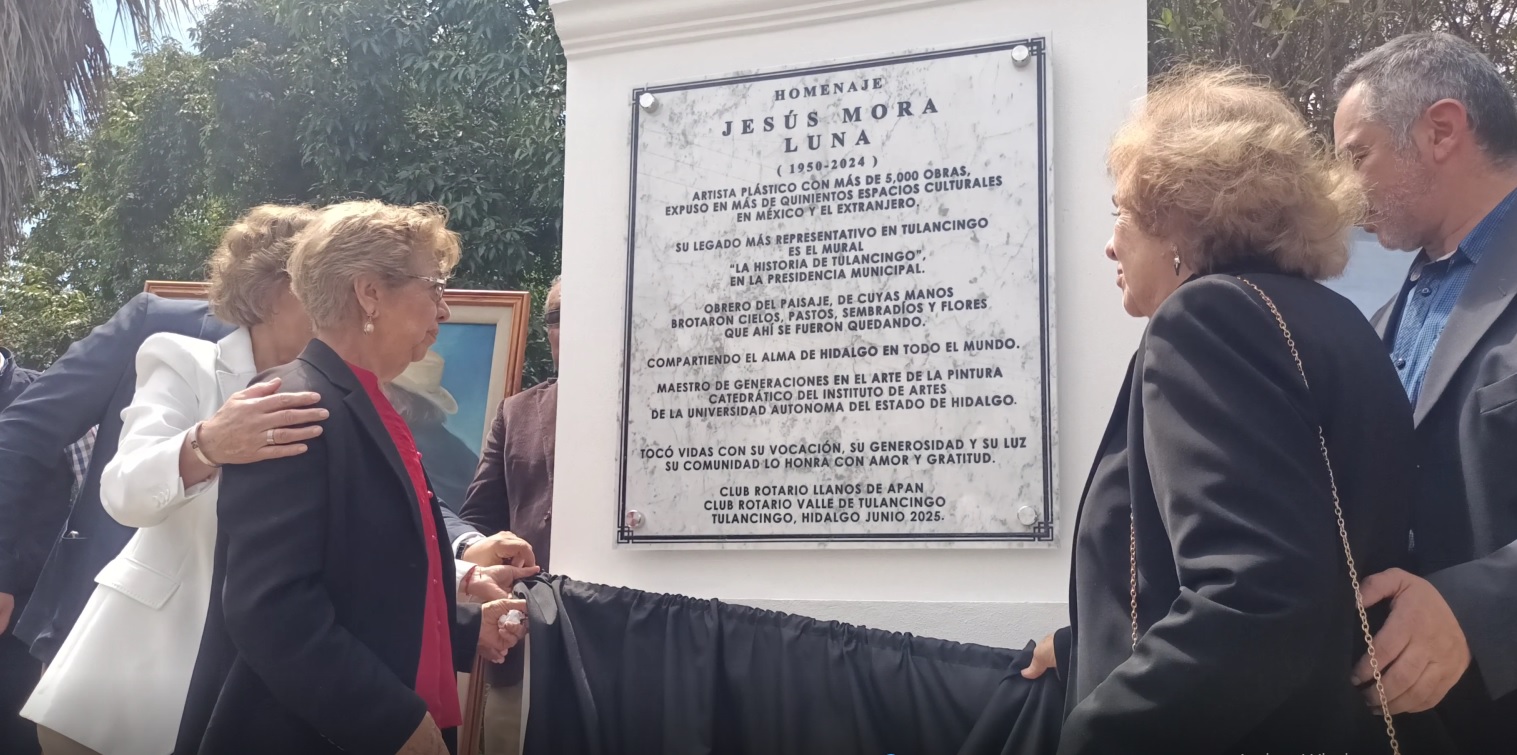 HOMENAJE
JESÚS MORA
LUNA
( 1950-2024 )
ARTISTA PLÁSTICO CON MÁS DE 5,000 OBRAS,
EXPUSO EN MÁS DE QUINIENTOS ESPACIOS CULTURALES
EN MÉXICO Y EL EXTRANJERO.
SU LEGADO MÁS REPRESENTATIVO EN TULANCINGO
ES EL MURAL
"LA HISTORIA DE TULANCINGO",
EN LA PRESIDENCIA MUNICIPAL.
OBRERO DEL PAISAJE, DE CUYAS MANOS
BROTARON CIELOS, PASTOS, SEMBRADÍOS Y FLORES
QUE AHÍ SE FUERON QUEDANDO.
COMPARTIENDO EL ALMA DE HIDALGO EN TODO EL MUNDO.
MAESTRO DE GENERACIONES EN EL ARTE DE LA PINTURA
CATEDRÁTICO DEL INSTITUTO DE ARTES
DE LA UNIVERSIDAD AUTONOMA DEL ESTADO DE HIDALGO.
TOCÓ VIDAS CON SU VOCACIÓN, SU GENEROSIDAD Y SU LUZ
SU COMUNIDAD LO HONRA CON AMOR Y GRATITUD.
CLUB ROTARIO LLANOS DE APAN
CLUB ROTARIO VALLE DE TULANCINGO
TULANCINGO, HIDALGO JUNIO 2025.